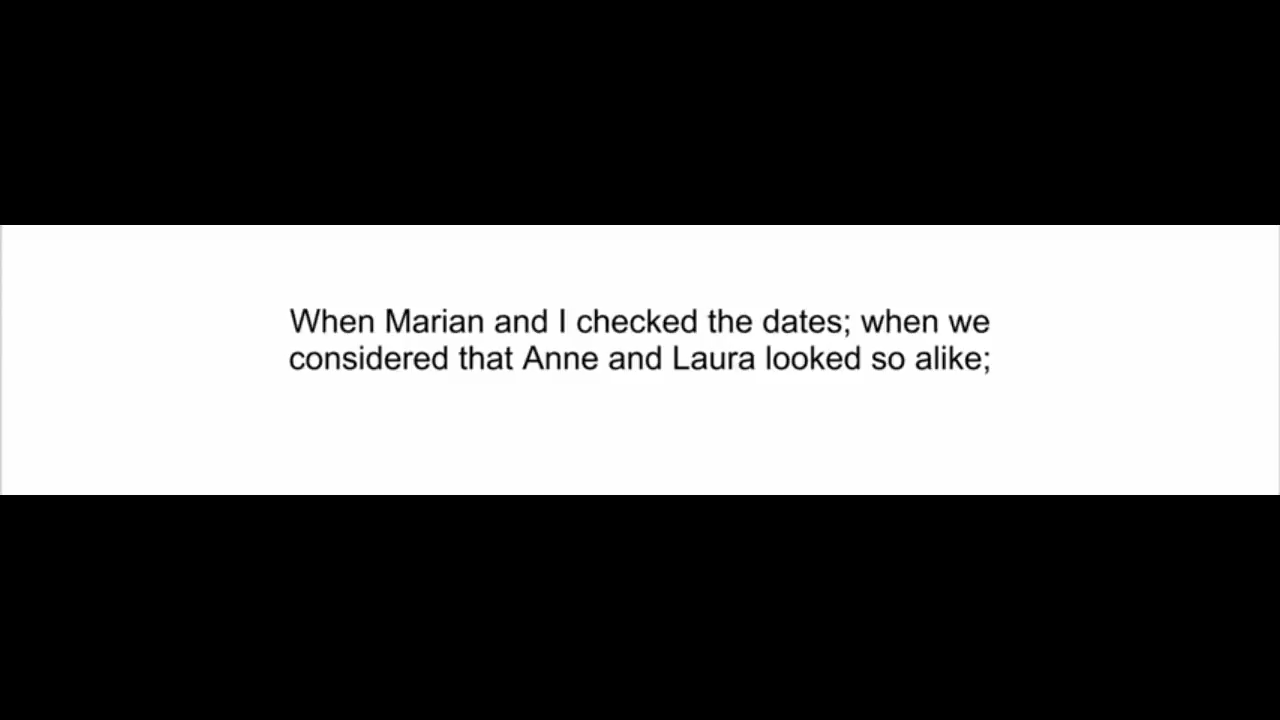 When Marian and I checked the dates; when we
considered that Anne and Laura looked so alike;